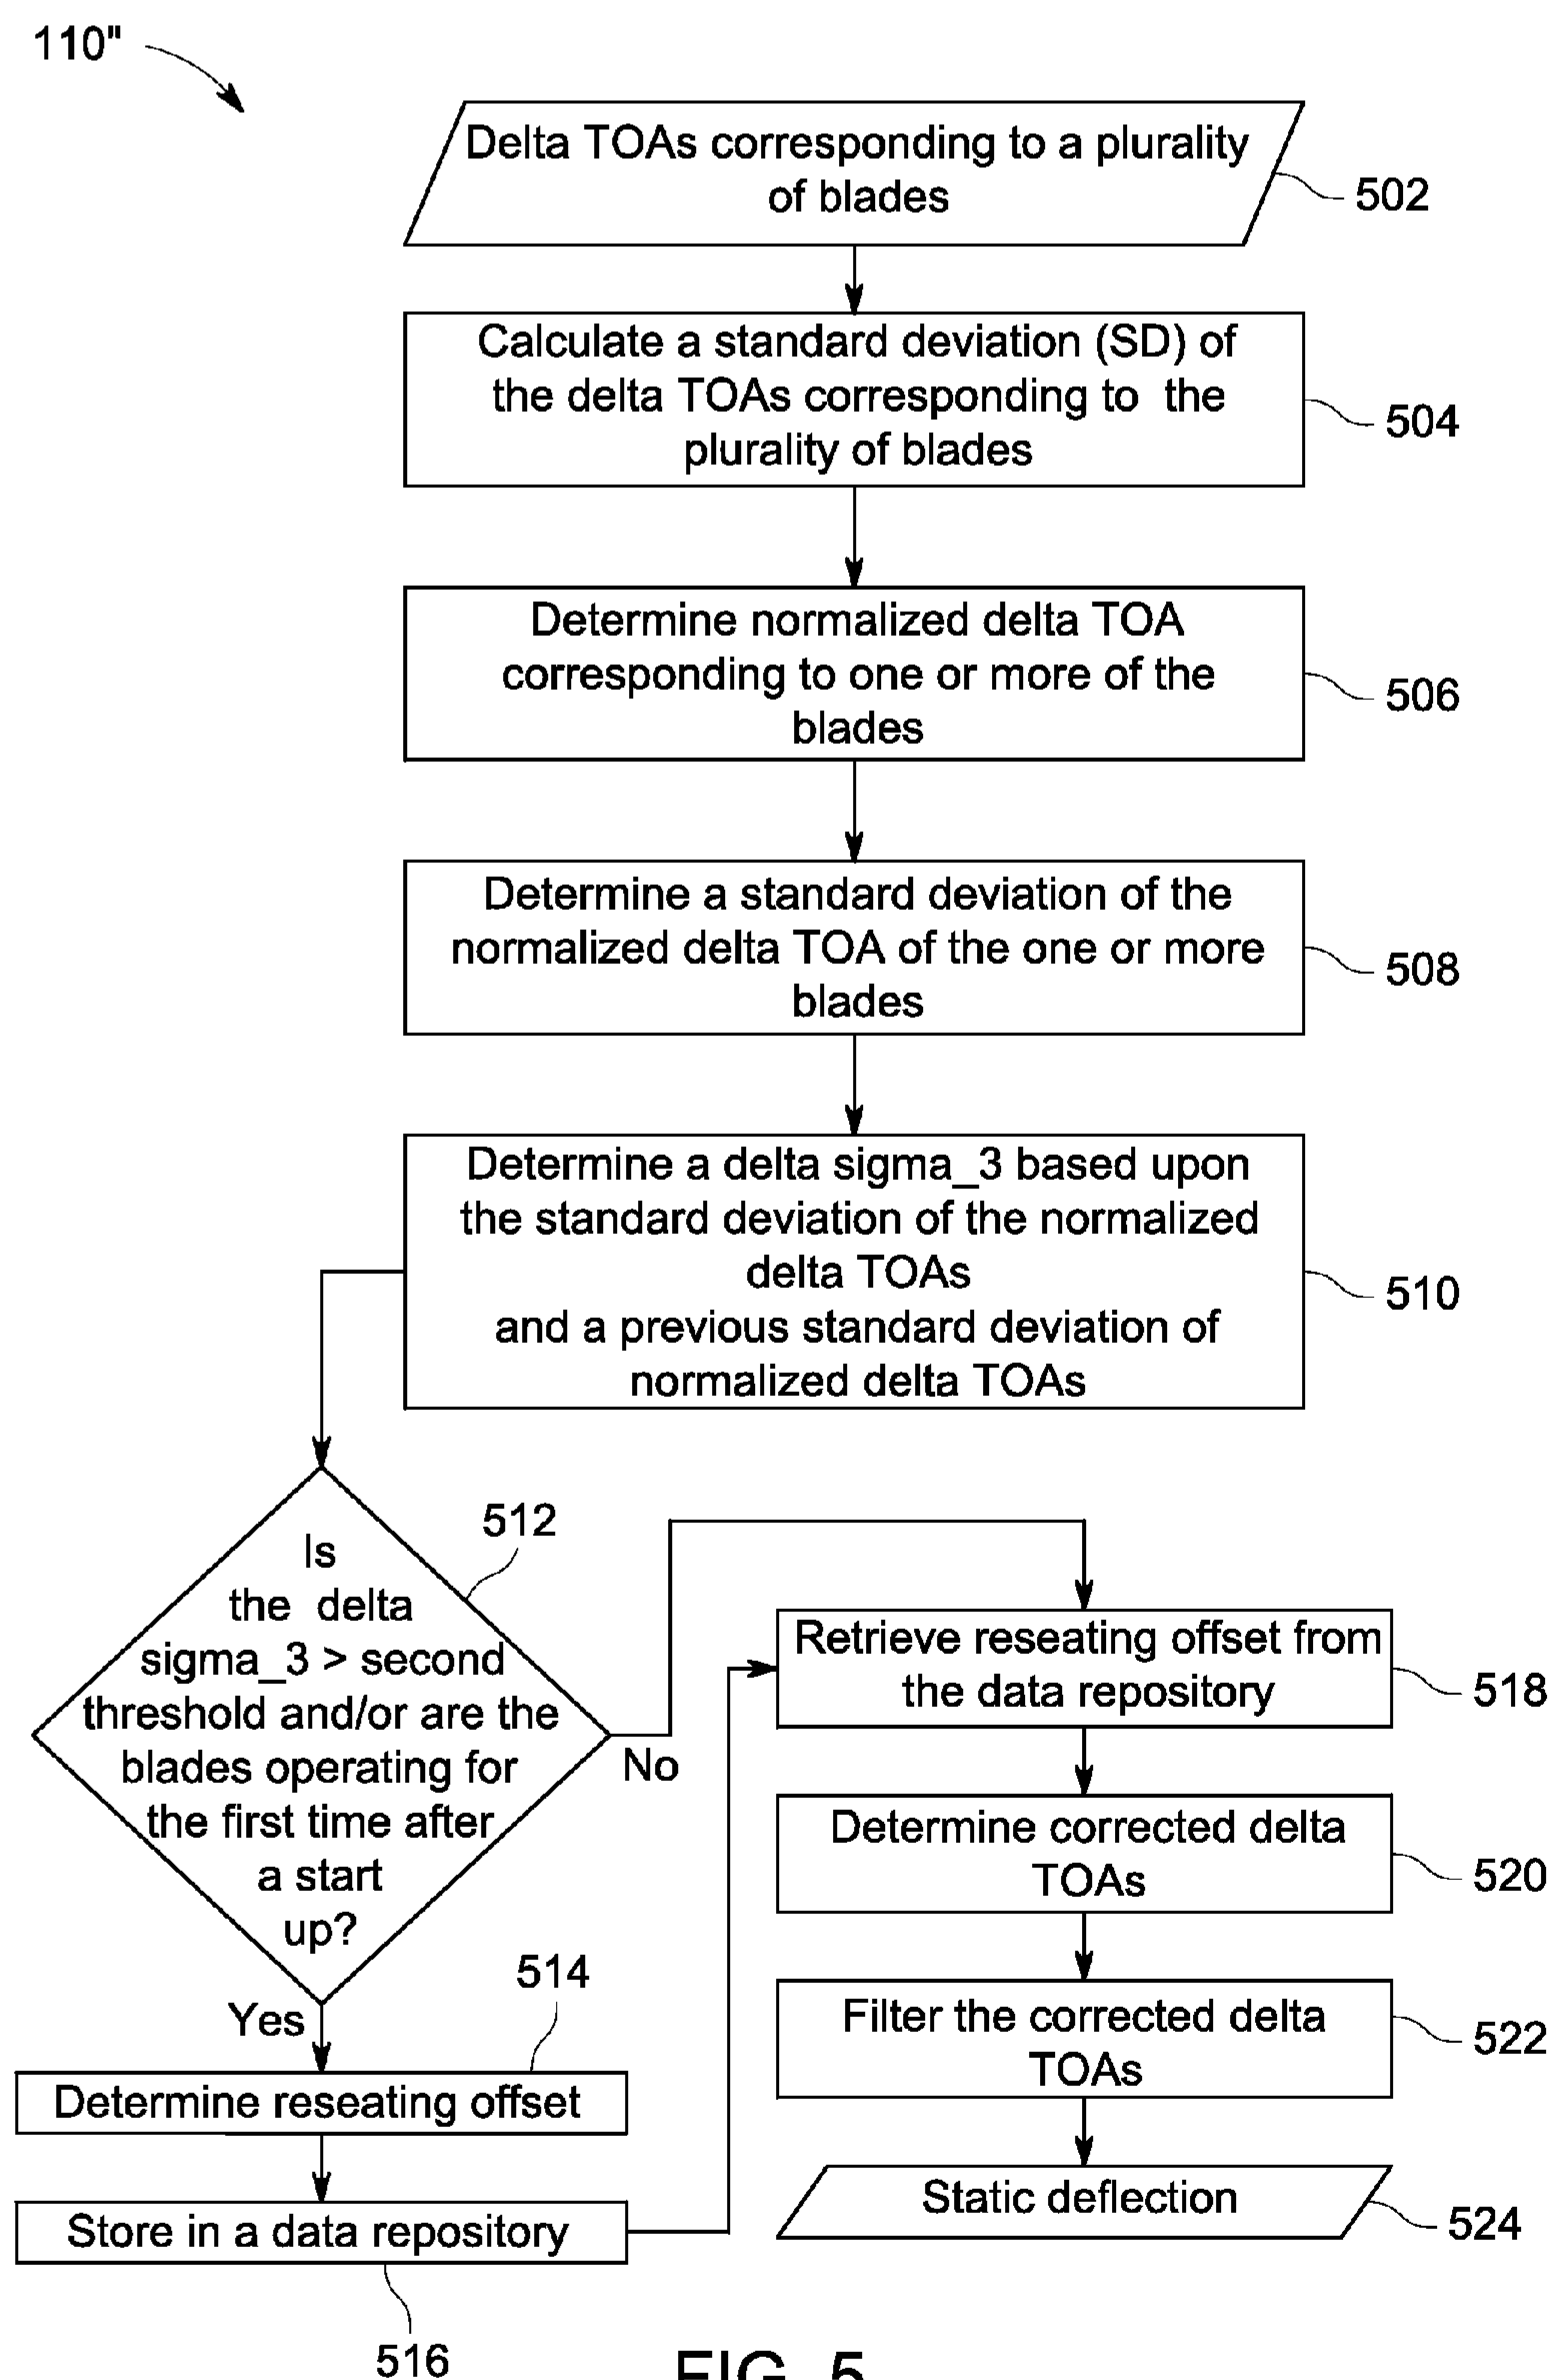 110"
Delta TOAs corresponding to a plurality
of blades
502
Calculate a standard deviation (SD) of
the delta TOAs corresponding to the
plurality of blades
504
Determine normalized delta TOA
corresponding to one or more of the
blades
506
Determine a standard deviation of the
normalized delta TOA of the one or more
blades
508
Determine a delta sigma_3 based upon
the standard deviation of the normalized
delta TOAs
and a previous standard deviation of
normalized delta TOAs
510
512
Is
the delta
sigma_3 > second
threshold and/or are the
blades operating for
the first time after
a start
up?
No
Yes
514
Determine reseating offset
Store in a data repository
516
Retrieve reseating offset from
the data repository
518
Determine corrected delta
TOAs
520
Filter the corrected delta
TOAs
522
Static deflection
524
FIG. 5